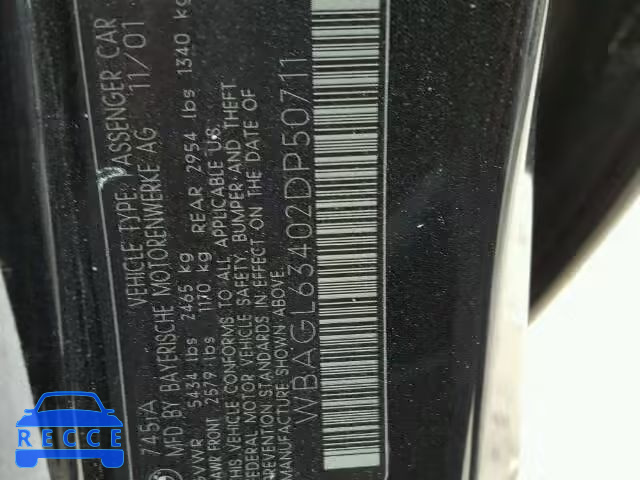 745iA VEHICLE TYPE: PASSENGER CAR
MFD BY BAYERISCHE MOTORENWERKE AG 11/01
GVWR 5434 lbs 2465 kg
GAWR FRONT 2579 lbs 1170 kg REAR 2954 lbs 1340 kg
THIS VEHICLE CONFORMS TO ALL APPLICABLE U.S.
FEDERAL MOTOR VEHICLE SAFETY, BUMPER AND THEFT
PREVENTION STANDARDS IN EFFECT ON THE DATE OF
MANUFACTURE SHOWN ABOVE.
WBAGL63402DP50711
RECCE